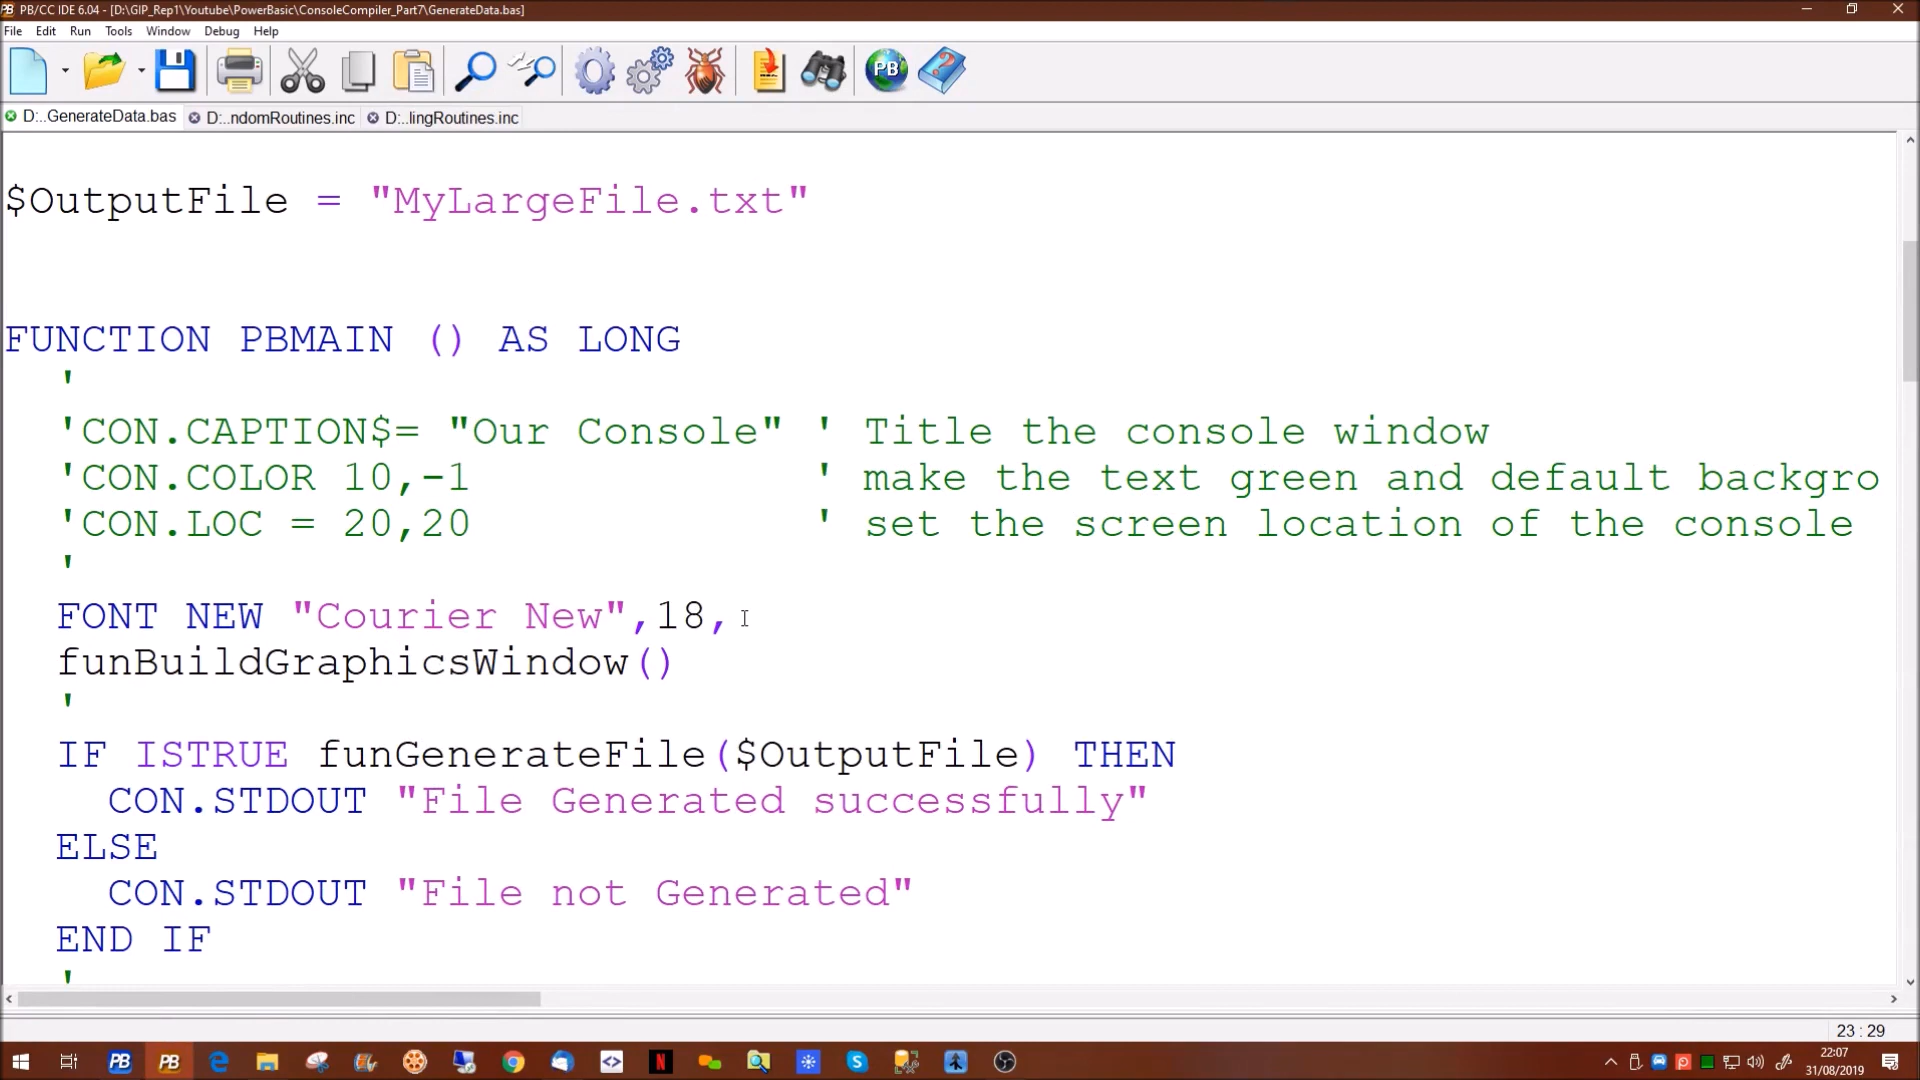 PB/CC IDE 6.04 - [D:\GIP_Rep1\Youtube\PowerBasic\ConsoleCompiler_Part7\GenerateData.bas]
File Edit Run Tools Window Debug Help
PB
D:..GenerateData.bas D:..ndomRoutines.inc D:..lingRoutines.inc
$OutputFile = "MyLargeFile.txt"
FUNCTION PBMAIN () AS LONG
'
'CON.CAPTION$= "Our Console" ' Title the console window
'CON.COLOR 10,-1 ' make the text green and default backgro
'CON.LOC = 20,20 ' set the screen location of the console
'
FONT NEW "Courier New",18,
funBuildGraphicsWindow()
'
IF ISTRUE funGenerateFile($OutputFile) THEN
CON.STDOUT "File Generated successfully"
ELSE
CON.STDOUT "File not Generated"
END IF
'
23 : 29
PB PB N S 22:07
31/08/2019